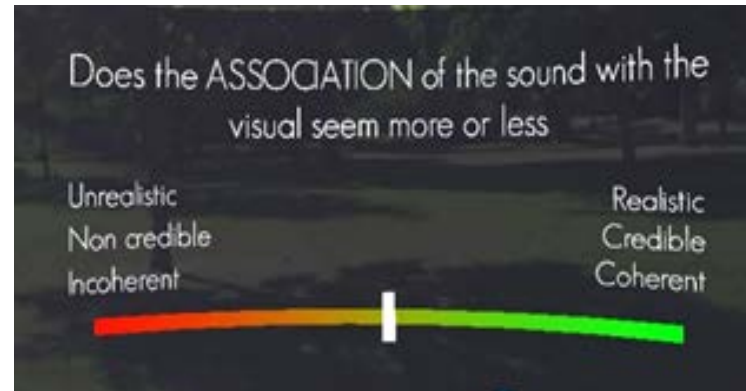 Does the ASSOCIATION of the sound with the
visual seem more or less
Unrealistic
Non credible
Incoherent
Realistic
Credible
Coherent